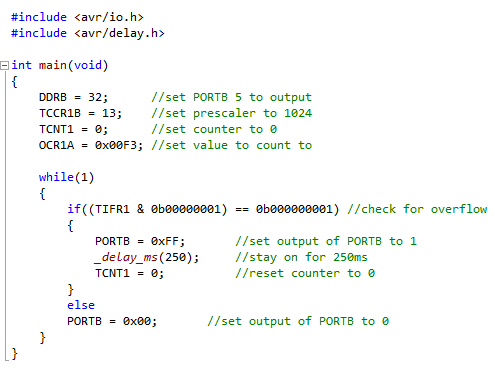 #include <avr/io.h>
#include <avr/delay.h>
int main(void)
{
DDRB = 32; //set PORTB 5 to output
TCCR1B = 13; //set prescaler to 1024
TCNT1 = 0; //set counter to 0
OCR1A = 0x00F3; //set value to count to
while(1)
{
if((TIFR1 & 0b00000001) == 0b000000001) //check for overflow
{
PORTB = 0xFF; //set output of PORTB to 1
_delay_ms(250); //stay on for 250ms
TCNT1 = 0; //reset counter to 0
}
else
PORTB = 0x00; //set output of PORTB to 0
}
}